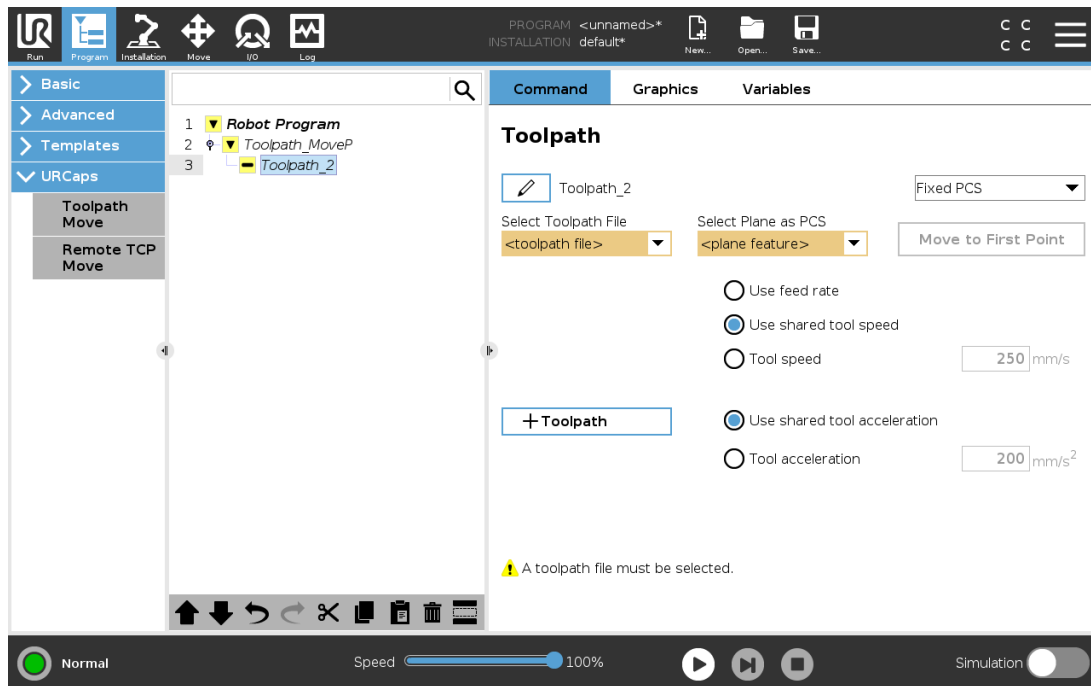 PROGRAM <unnamed>*
INSTALLATION default*
C C
C C
UR
Run Program Installation Move I/O Log New... Open... Save...
Basic
Advanced
Templates
URCaps
Toolpath
Move
Remote TCP
Move
1 Robot Program
2 Toolpath_MoveP
3 Toolpath_2
Command Graphics Variables
Toolpath
Toolpath_2 Fixed PCS
Select Toolpath File Select Plane as PCS
<toolpath file> <plane feature> Move to First Point
Use feed rate
Use shared tool speed
Tool speed 250 mm/s
+Toolpath Use shared tool acceleration
Tool acceleration 200 mm/s²
A toolpath file must be selected.
Normal Speed 100% Simulation